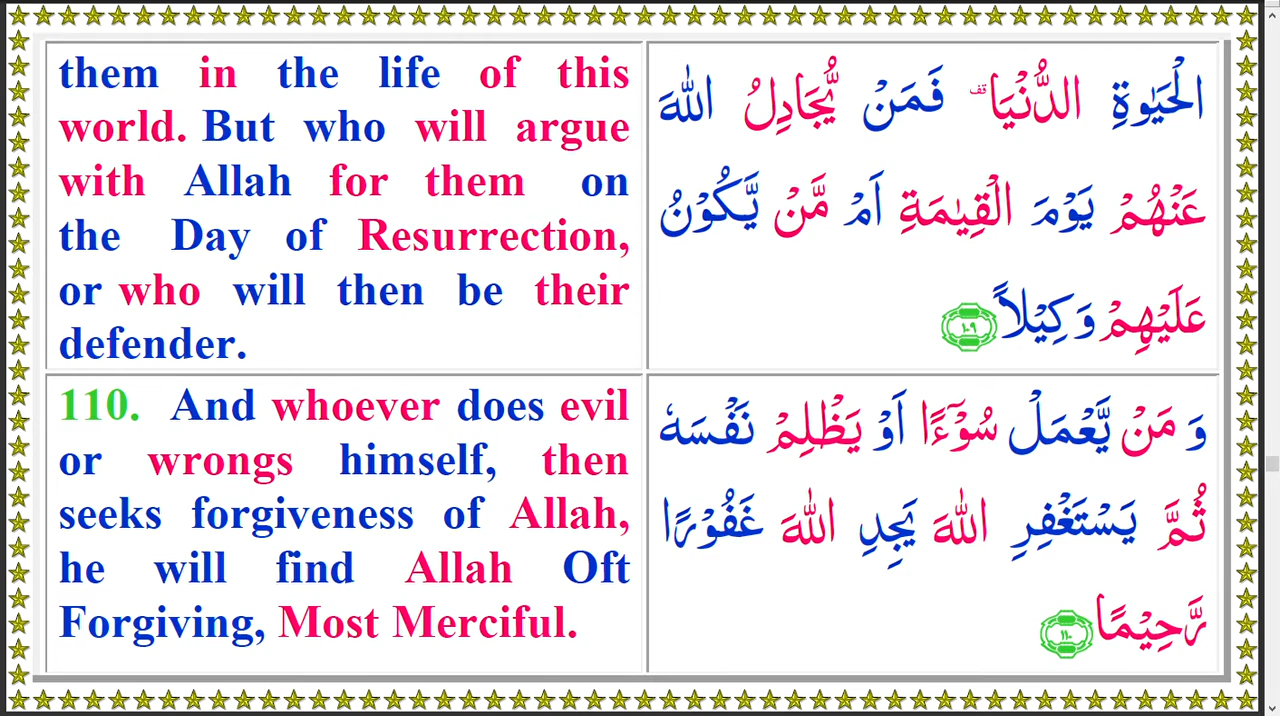 them in the life of this
world. But who will argue
with Allah for them on
the Day of Resurrection,
or who will then be their
defender.
الْحَيٰوةِ الدُّنْيَا ۟ قف فَمَنْ يُّجَادِلُ اللّٰهَ
عَنْهُمْ يَوْمَ الْقِيٰمَةِ اَمْ مَّنْ يَّكُوْنُ
عَلَيْهِمْ وَكِيْلاً ١٠٩
110. And whoever does evil
or wrongs himself, then
seeks forgiveness of Allah,
he will find Allah Oft
Forgiving, Most Merciful.
وَ مَنْ يَّعْمَلْ سُوْٓءًا اَوْ يَظْلِمْ نَفْسَهٗ
ثُمَّ يَسْتَغْفِرِ اللّٰهَ يَجِدِ اللّٰهَ غَفُوْرًا
رَّحِيْمًا ١١٠